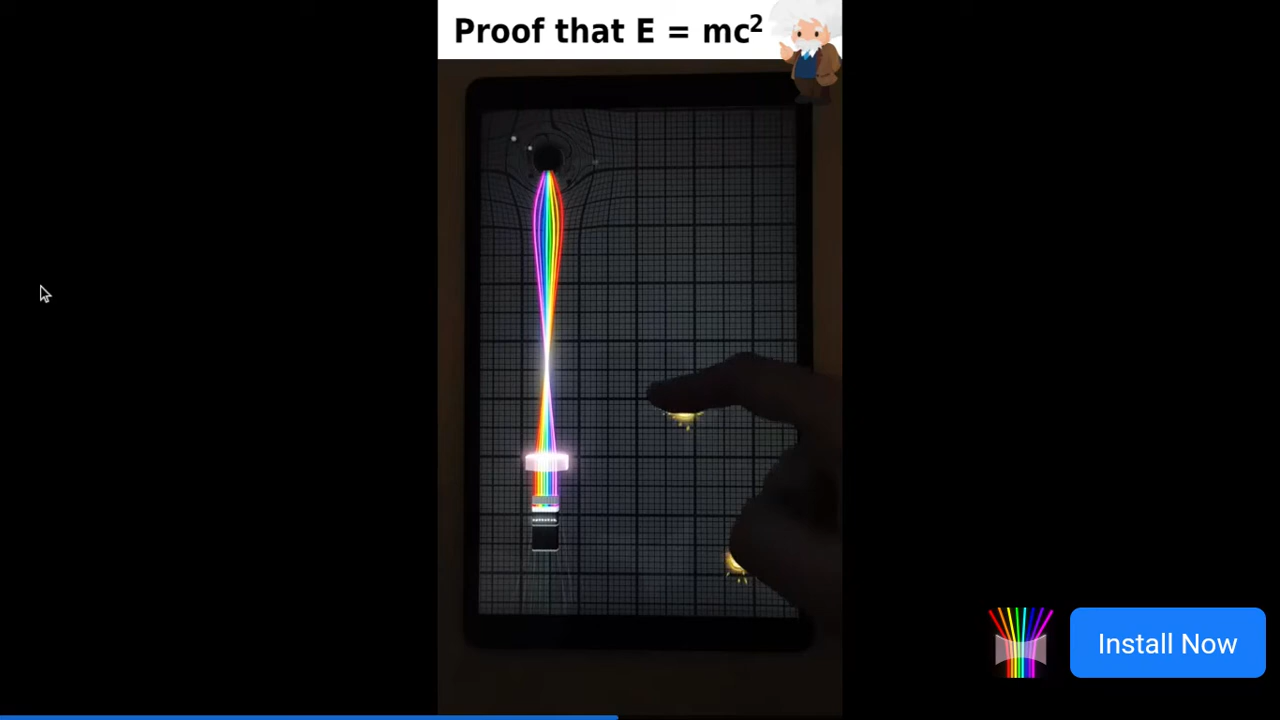 Proof that E = mc²
Install Now